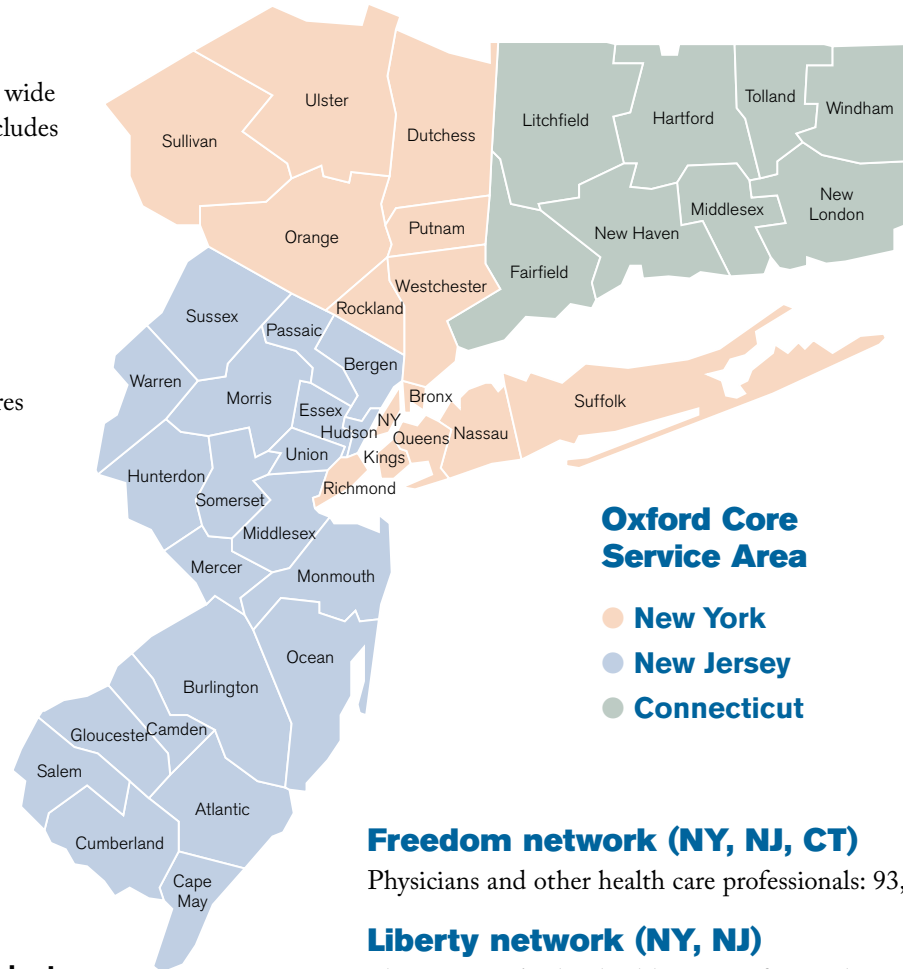 wide
Ulster
Tolland
Windham
Litchfield
Hartford
Dutchess
Sullivan
New
London
Middlesex
Putnam
New Haven
Orange
Fairfield
Westchester
Rockland
Sussex
Passaic
Bergen
Warren
Morris
Bronx
Suffolk
Essex
NY
Hudson
Queens
Nassau
Union
Kings
Hunterdon
Richmond
Somerset
Middlesex
Mercer
Monmouth
Ocean
Burlington
Camden
Gloucester
Salem
Atlantic
Cumberland
Cape
May
Oxford Core
Service Area
New York
New Jersey
Connecticut
Freedom network (NY, NJ, CT)
Physicians and other health care professionals: 93,
Liberty network (NY, NJ)